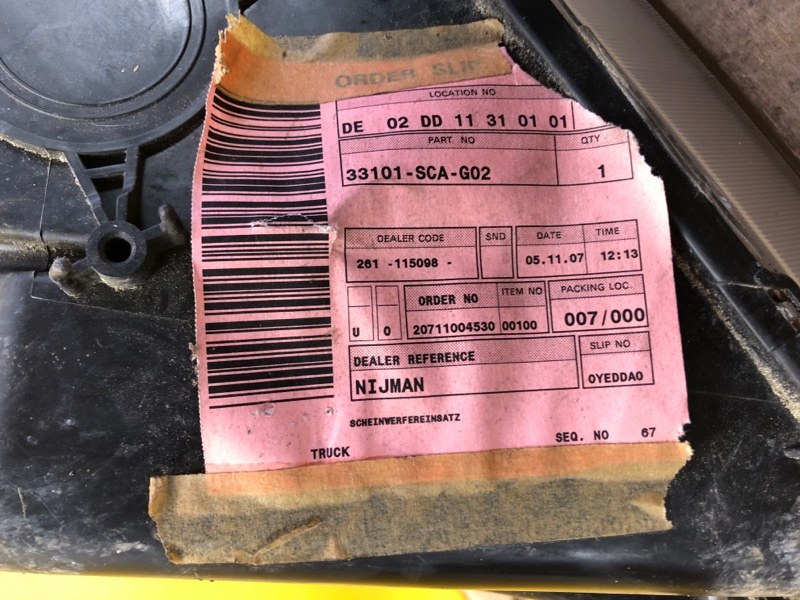 ORDER SLIP
LOCATION NO
DE 02 DD 11 31 01 01
PART NO QTY
33101-SCA-G02 1
DEALER CODE SND DATE TIME
261 -115098 - 05.11.07 12:13
ORDER NO ITEM NO PACKING LOC.
U 0 20711004530 00100 007/000
DEALER REFERENCE SLIP NO
NIJMAN 0YEDDA0
SCHEINWERFEREINSATZ
TRUCK SEQ. NO 67